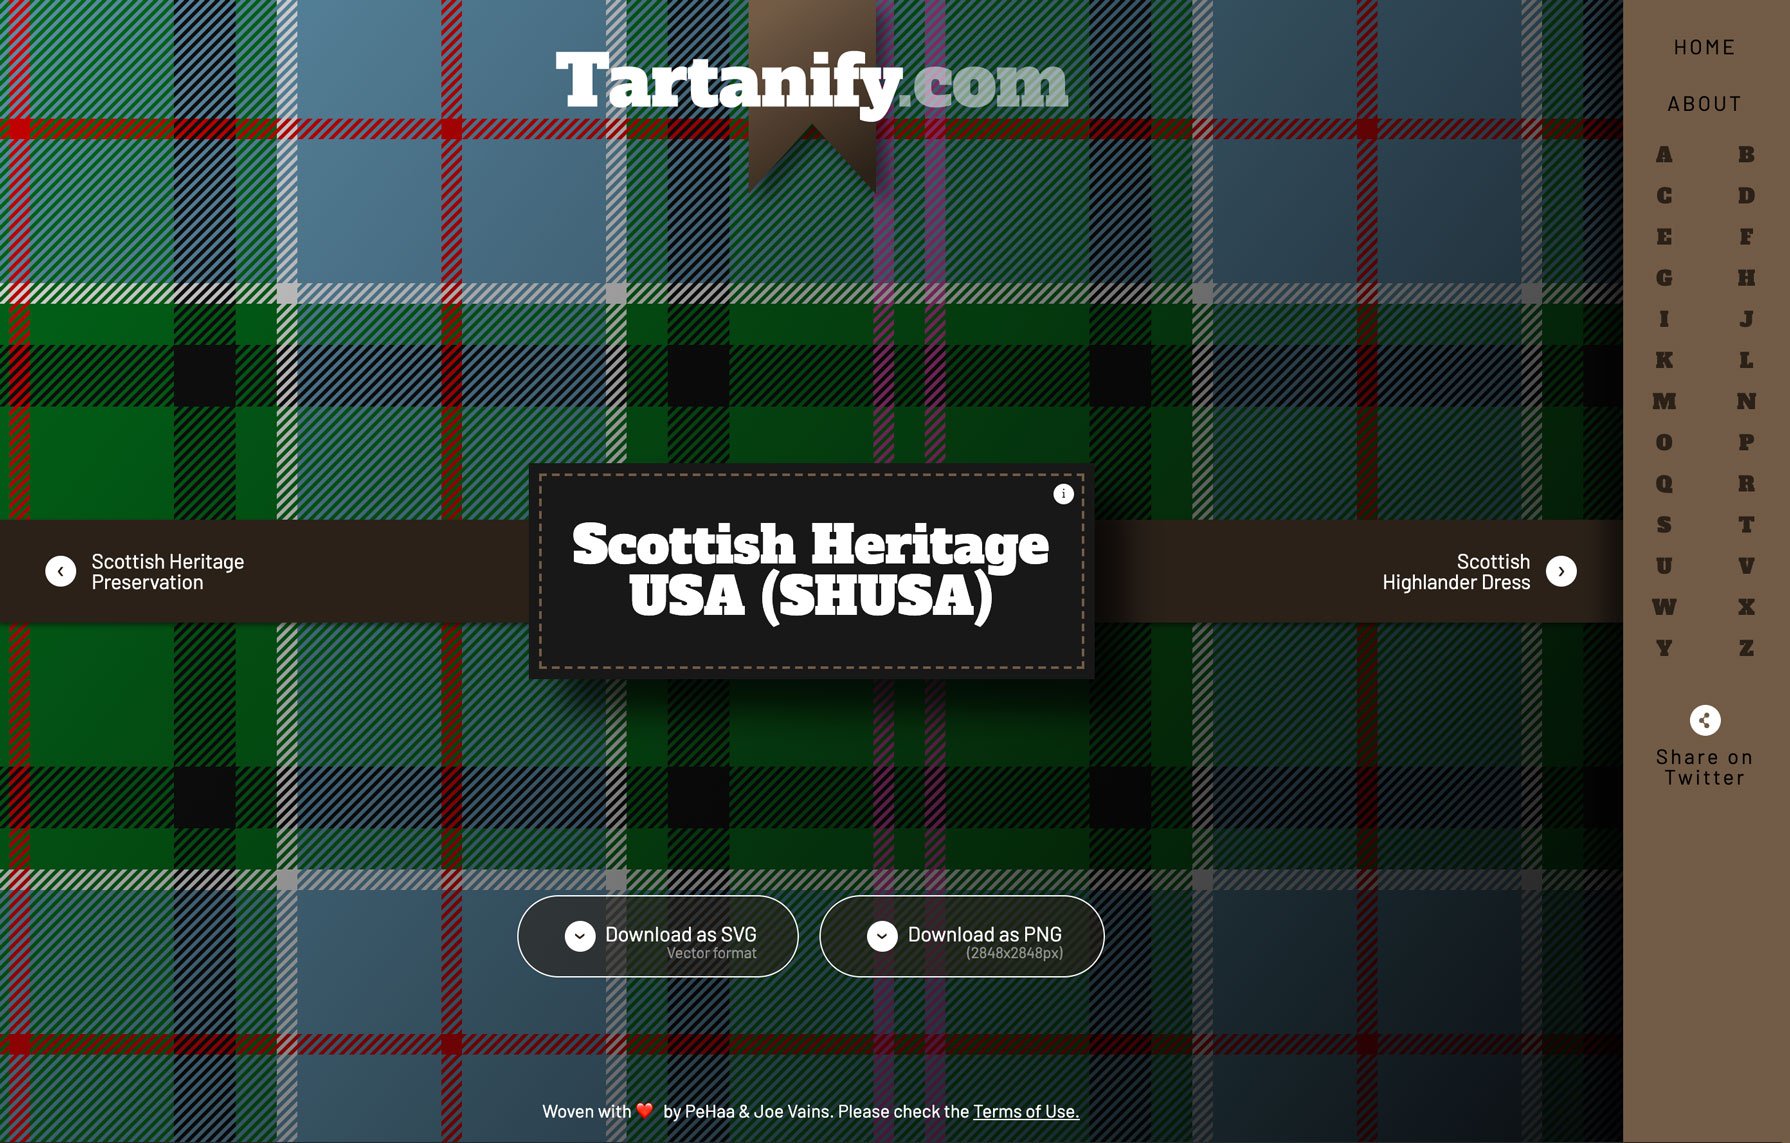 Tartanify.com
HOME
ABOUT
A B
C D
E F
G H
I J
K L
M N
O P
Q R
S T
U V
W X
Y Z
Share on
Twitter
Scottish Heritage
Preservation
i
Scottish Heritage
USA (SHUSA)
Scottish
Highlander Dress
Download as SVG
Vector format
Download as PNG
(2848x2848px)
Woven with ❤️ by PeHaa & Joe Vains. Please check the Terms of Use.